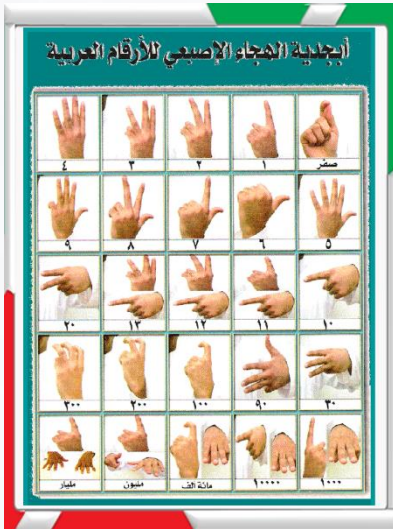 أبجدية الهجاء الإصبعي للأرقام العربية
صفر ١ ٢ ٣ ٤
٥ ٦ ٧ ٨ ٩
١٠ ١١ ١٢ ١٣ ٢٠
٣٠ ٩٠ ١٠٠ ٢٠٠ ٣٠٠
١٠٠٠ ١٠٠٠٠ مائة الف مليون مليار